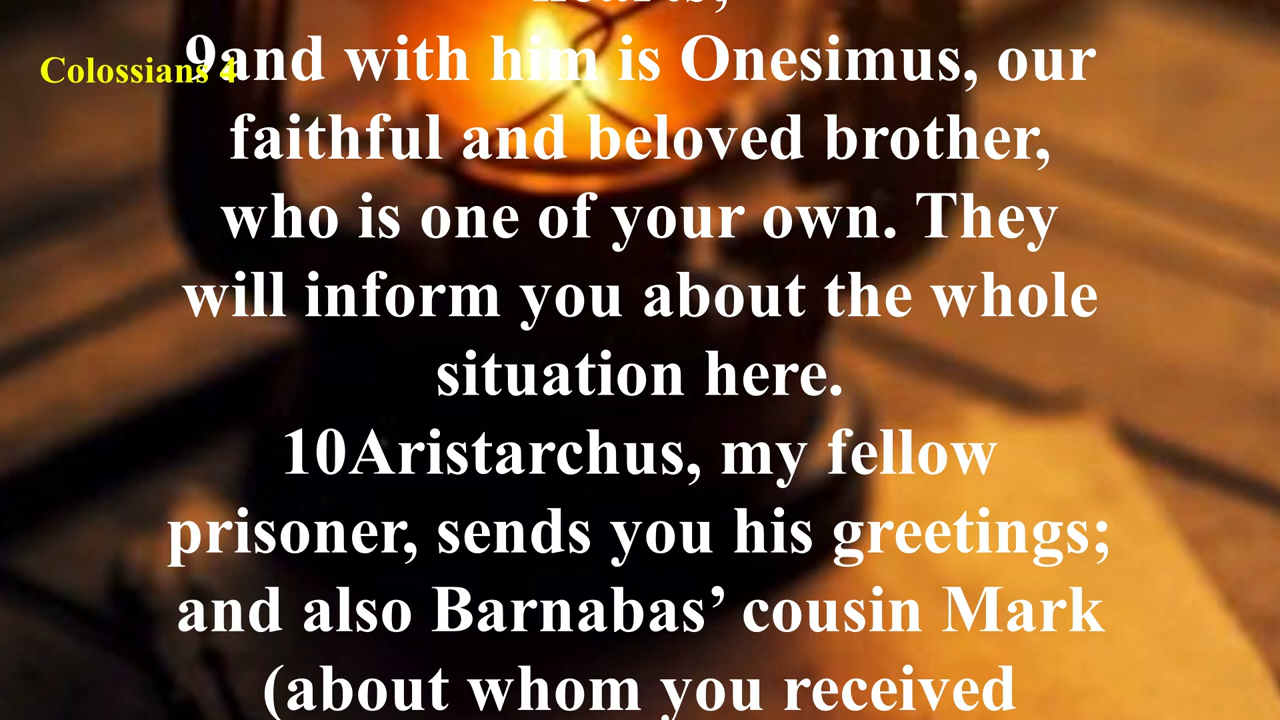 Colossians 4
9and with him is Onesimus, our
faithful and beloved brother,
who is one of your own. They
will inform you about the whole
situation here.
10Aristarchus, my fellow
prisoner, sends you his greetings;
and also Barnabas’ cousin Mark
(about whom you received